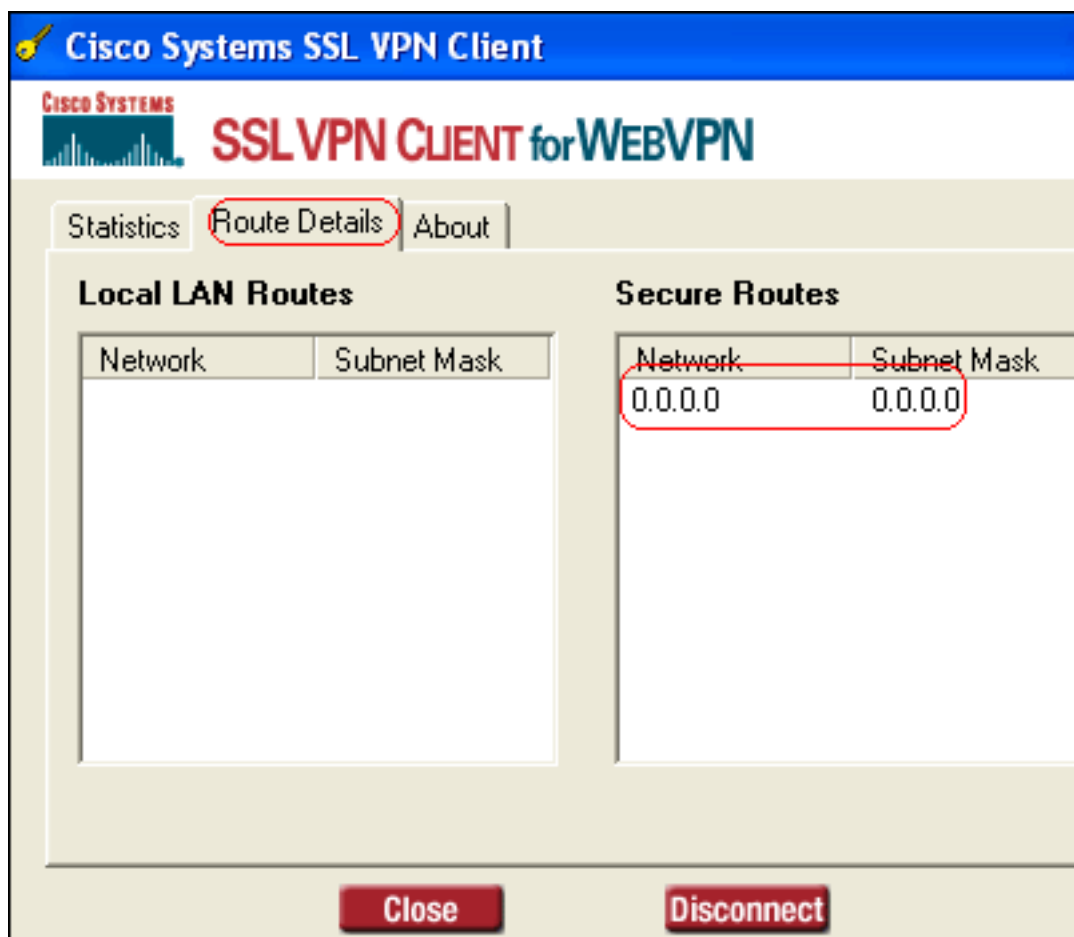 Cisco Systems SSL VPN Client
CISCO SYSTEMS
SSL VPN CLIENT for WEBVPN
Statistics Route Details About
Local LAN Routes Secure Routes
Network Subnet Mask Network Subnet Mask
0.0.0.0 0.0.0.0
Close Disconnect